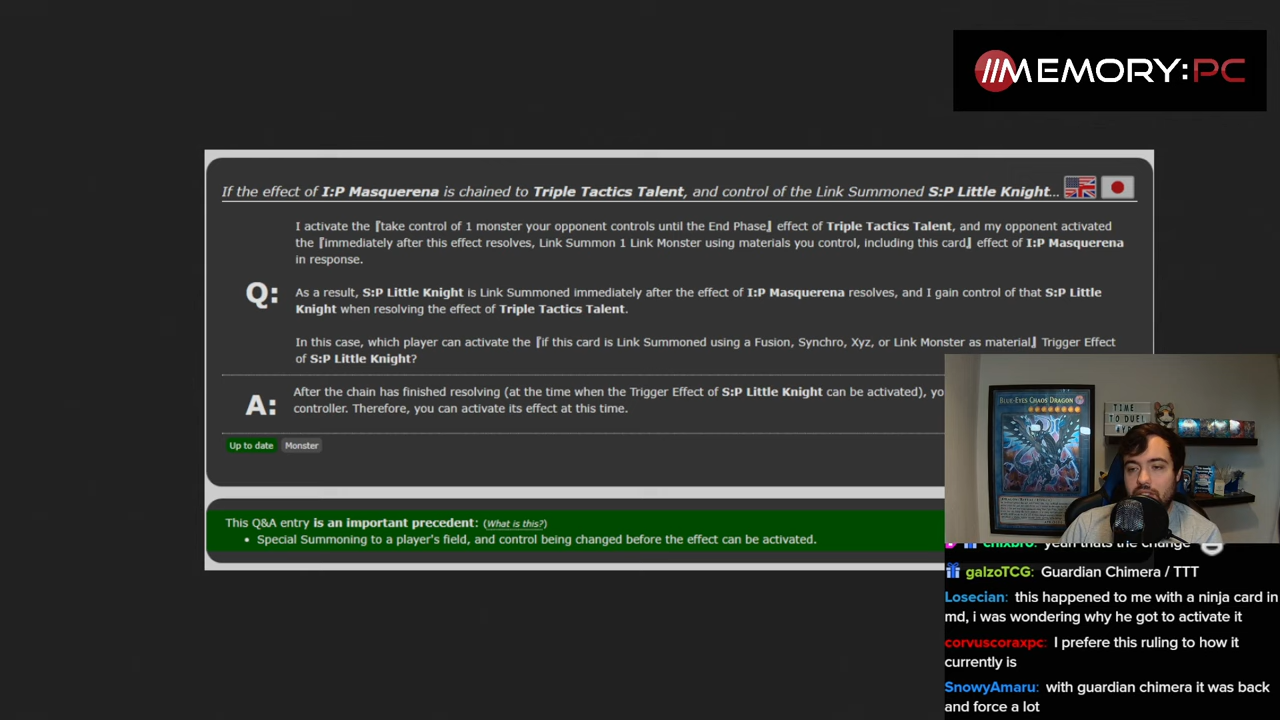 MEMORY:PC
If the effect of I:P Masquerena is chained to Triple Tactics Talent, and control of the Link Summoned S:P Little Knight...
I activate the『take control of 1 monster your opponent controls until the End Phase』effect of Triple Tactics Talent, and my opponent activated
the『immediately after this effect resolves, Link Summon 1 Link Monster using materials you control, including this card』effect of I:P Masquerena
in response.
Q:
As a result, S:P Little Knight is Link Summoned immediately after the effect of I:P Masquerena resolves, and I gain control of that S:P Little
Knight when resolving the effect of Triple Tactics Talent.
In this case, which player can activate the『if this card is Link Summoned using a Fusion, Synchro, Xyz, or Link Monster as material』Trigger Effect
of S:P Little Knight?
A:
After the chain has finished resolving (at the time when the Trigger Effect of S:P Little Knight can be activated), yo
controller. Therefore, you can activate its effect at this time.
Up to date Monster
This Q&A entry is an important precedent: (What is this?)
• Special Summoning to a player's field, and control being changed before the effect can be activated.
BLUE-EYES CHAOS DRAGON
TIME
TO DUEL
chixbro: yeah thats the change
galzoTCG: Guardian Chimera / TTT
Losecian: this happened to me with a ninja card in
md, i was wondering why he got to activate it
corvuscoraxpc: I prefere this ruling to how it
currently is
SnowyAmaru: with guardian chimera it was back
and force a lot